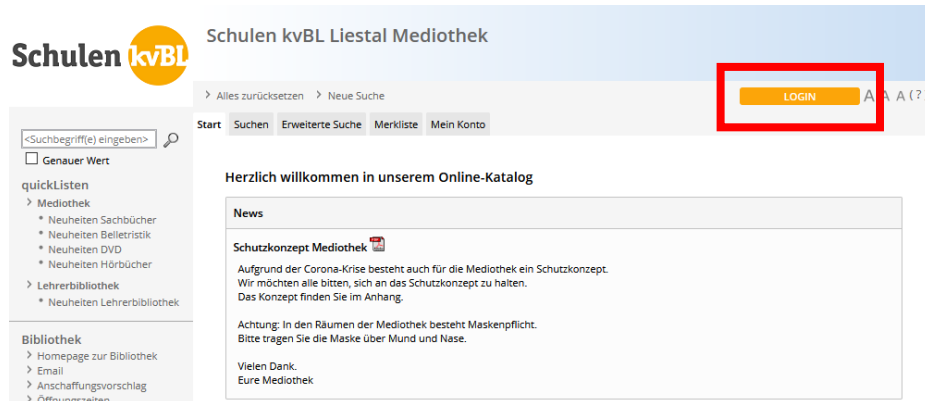 Schulen kvBL
Schulen kvBL Liestal Mediothek
> Alles zurücksetzen > Neue Suche
LOGIN
A A A (?)
Start Suchen Erweiterte Suche Merkliste Mein Konto
<Suchbegriff(e) eingeben>
Genauer Wert
quickListen
> Mediothek
* Neuheiten Sachbücher
* Neuheiten Belletristik
* Neuheiten DVD
* Neuheiten Hörbücher
> Lehrerbibliothek
* Neuheiten Lehrerbibliothek
Bibliothek
> Homepage zur Bibliothek
> Email
> Anschaffungsvorschlag
> Öffnungszeiten
Herzlich willkommen in unserem Online-Katalog
News
Schutzkonzept Mediothek
Aufgrund der Corona-Krise besteht auch für die Mediothek ein Schutzkonzept.
Wir möchten alle bitten, sich an das Schutzkonzept zu halten.
Das Konzept finden Sie im Anhang.
Achtung: In den Räumen der Mediothek besteht Maskenpflicht.
Bitte tragen Sie die Maske über Mund und Nase.
Vielen Dank.
Eure Mediothek